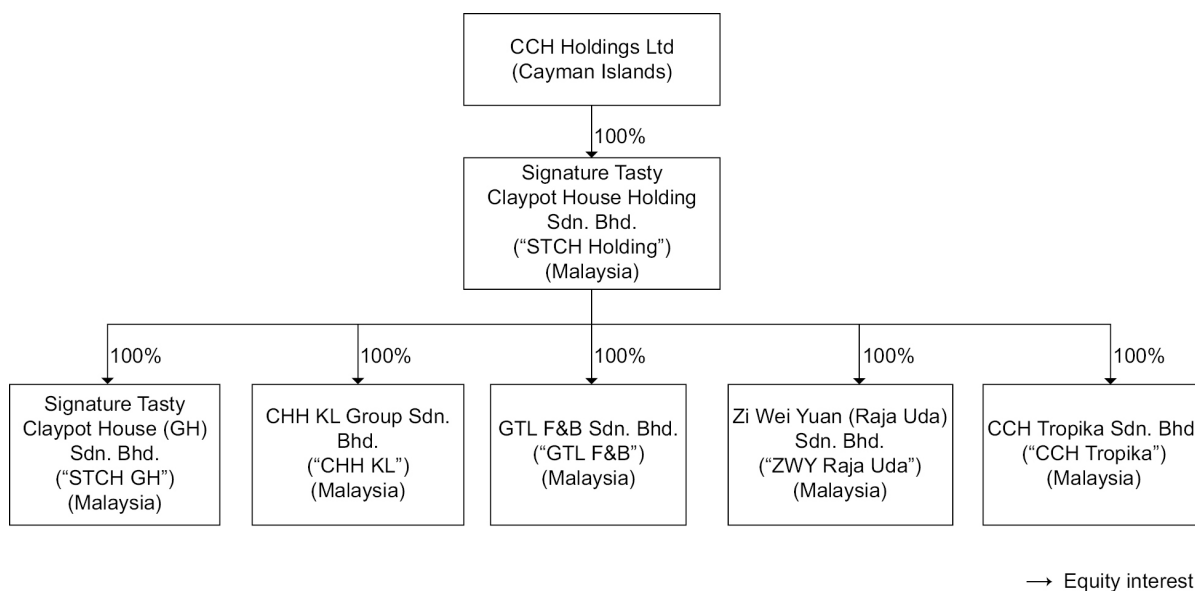 CCH Holdings Ltd
(Cayman Islands)
100%
Signature Tasty
Claypot House Holding
Sdn. Bhd.
(“STCH Holding”)
(Malaysia)
100%
100%
100%
100%
100%
Signature Tasty
Claypot House (GH)
Sdn. Bhd.
(“STCH GH”)
(Malaysia)
CHH KL Group Sdn.
Bhd.
(“CHH KL”)
(Malaysia)
GTL F&B Sdn. Bhd.
(“GTL F&B”)
(Malaysia)
Zi Wei Yuan (Raja Uda)
Sdn. Bhd.
(“ZWY Raja Uda”)
(Malaysia)
CCH Tropika Sdn. Bhd
(“CCH Tropika”)
(Malaysia)
→ Equity interest